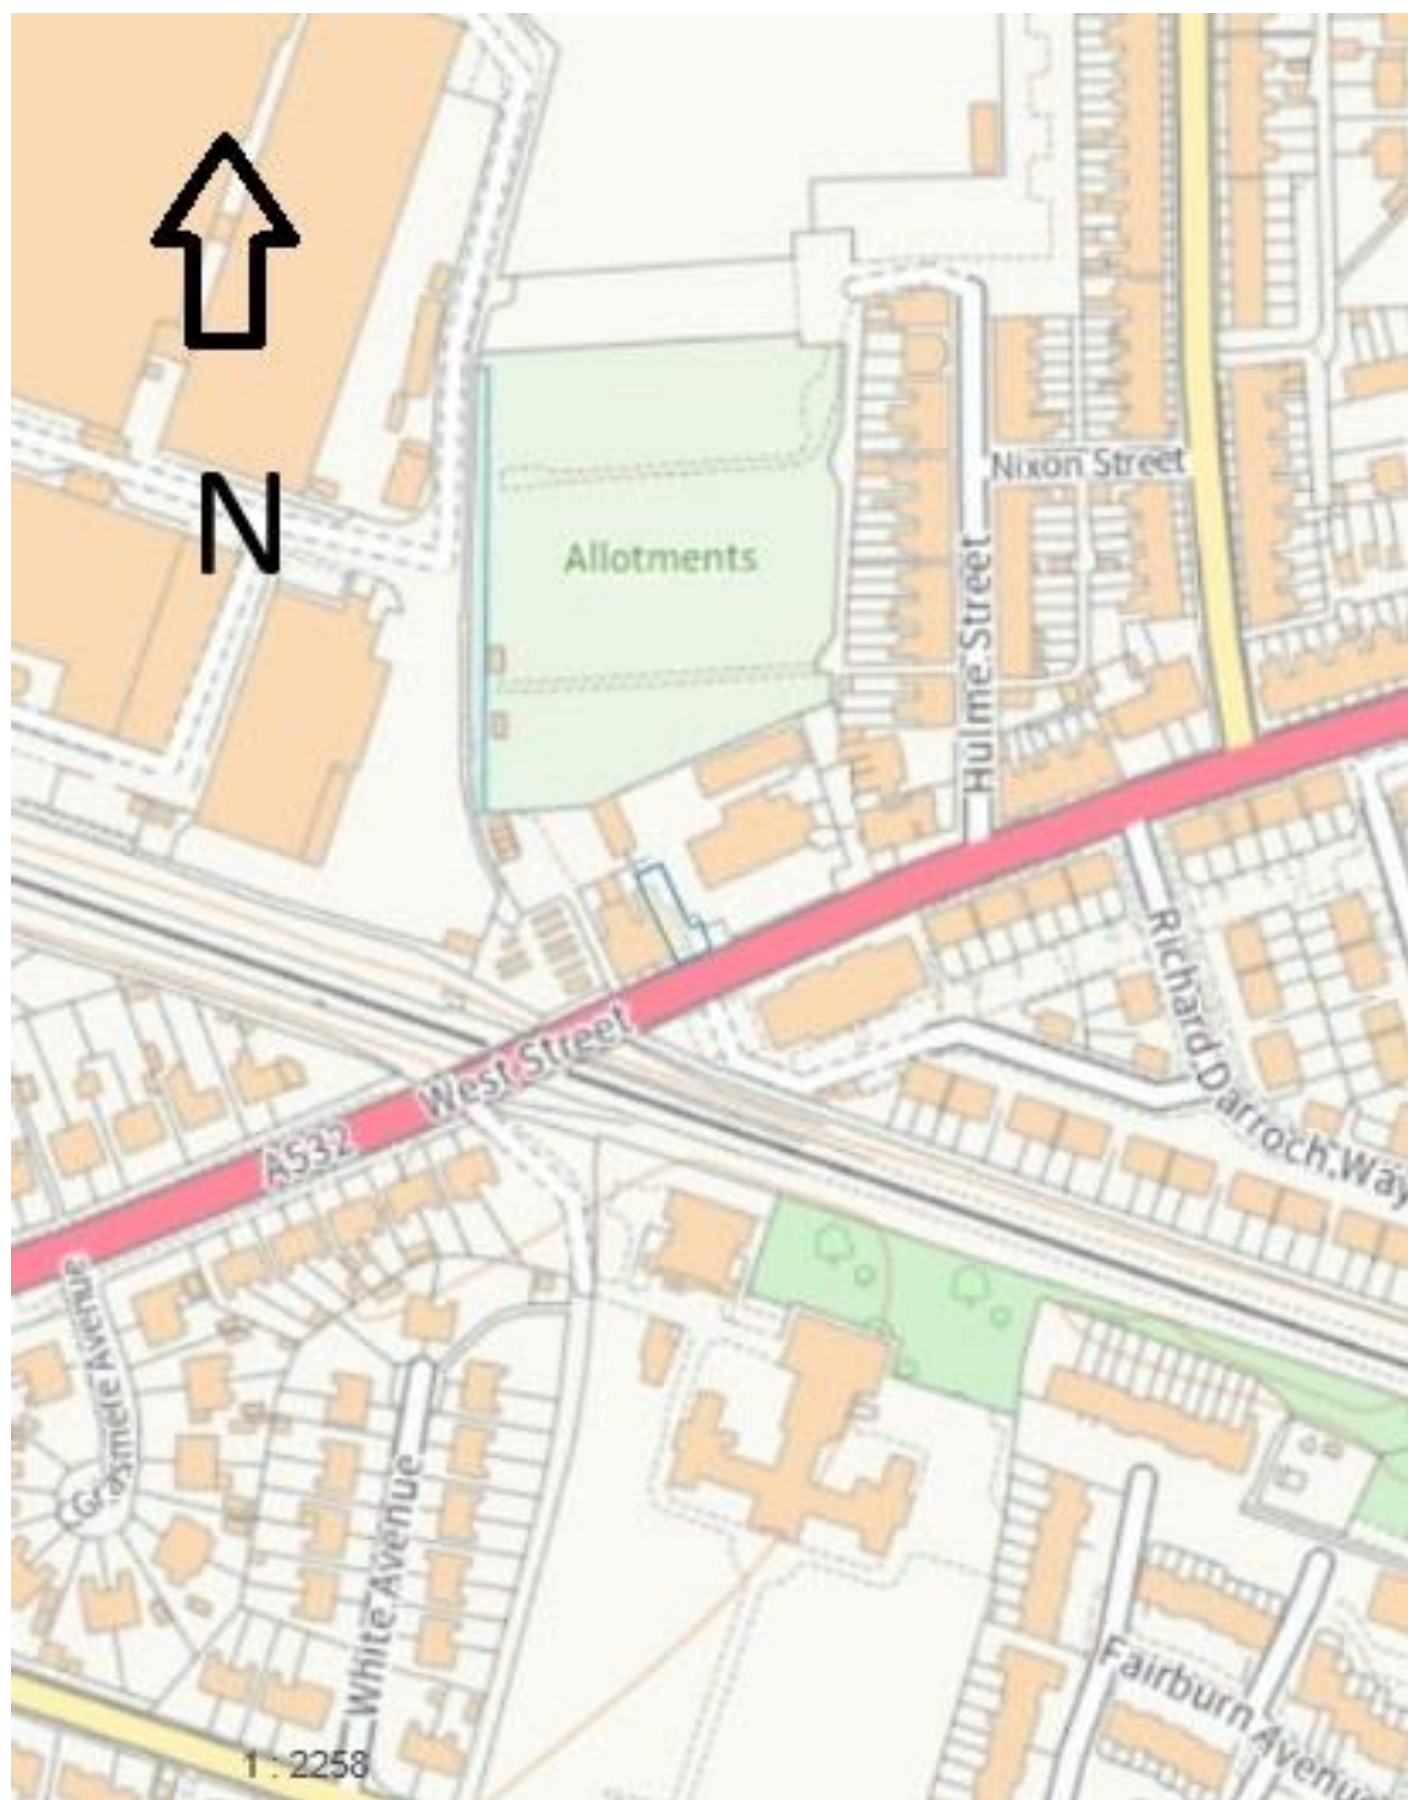 N
Nixon Street
Allotments
Hulme Street
Richard Darroch Way
West Street
A532
Grasmere Avenue
White Avenue
Fairburn Avenue
1 : 2258